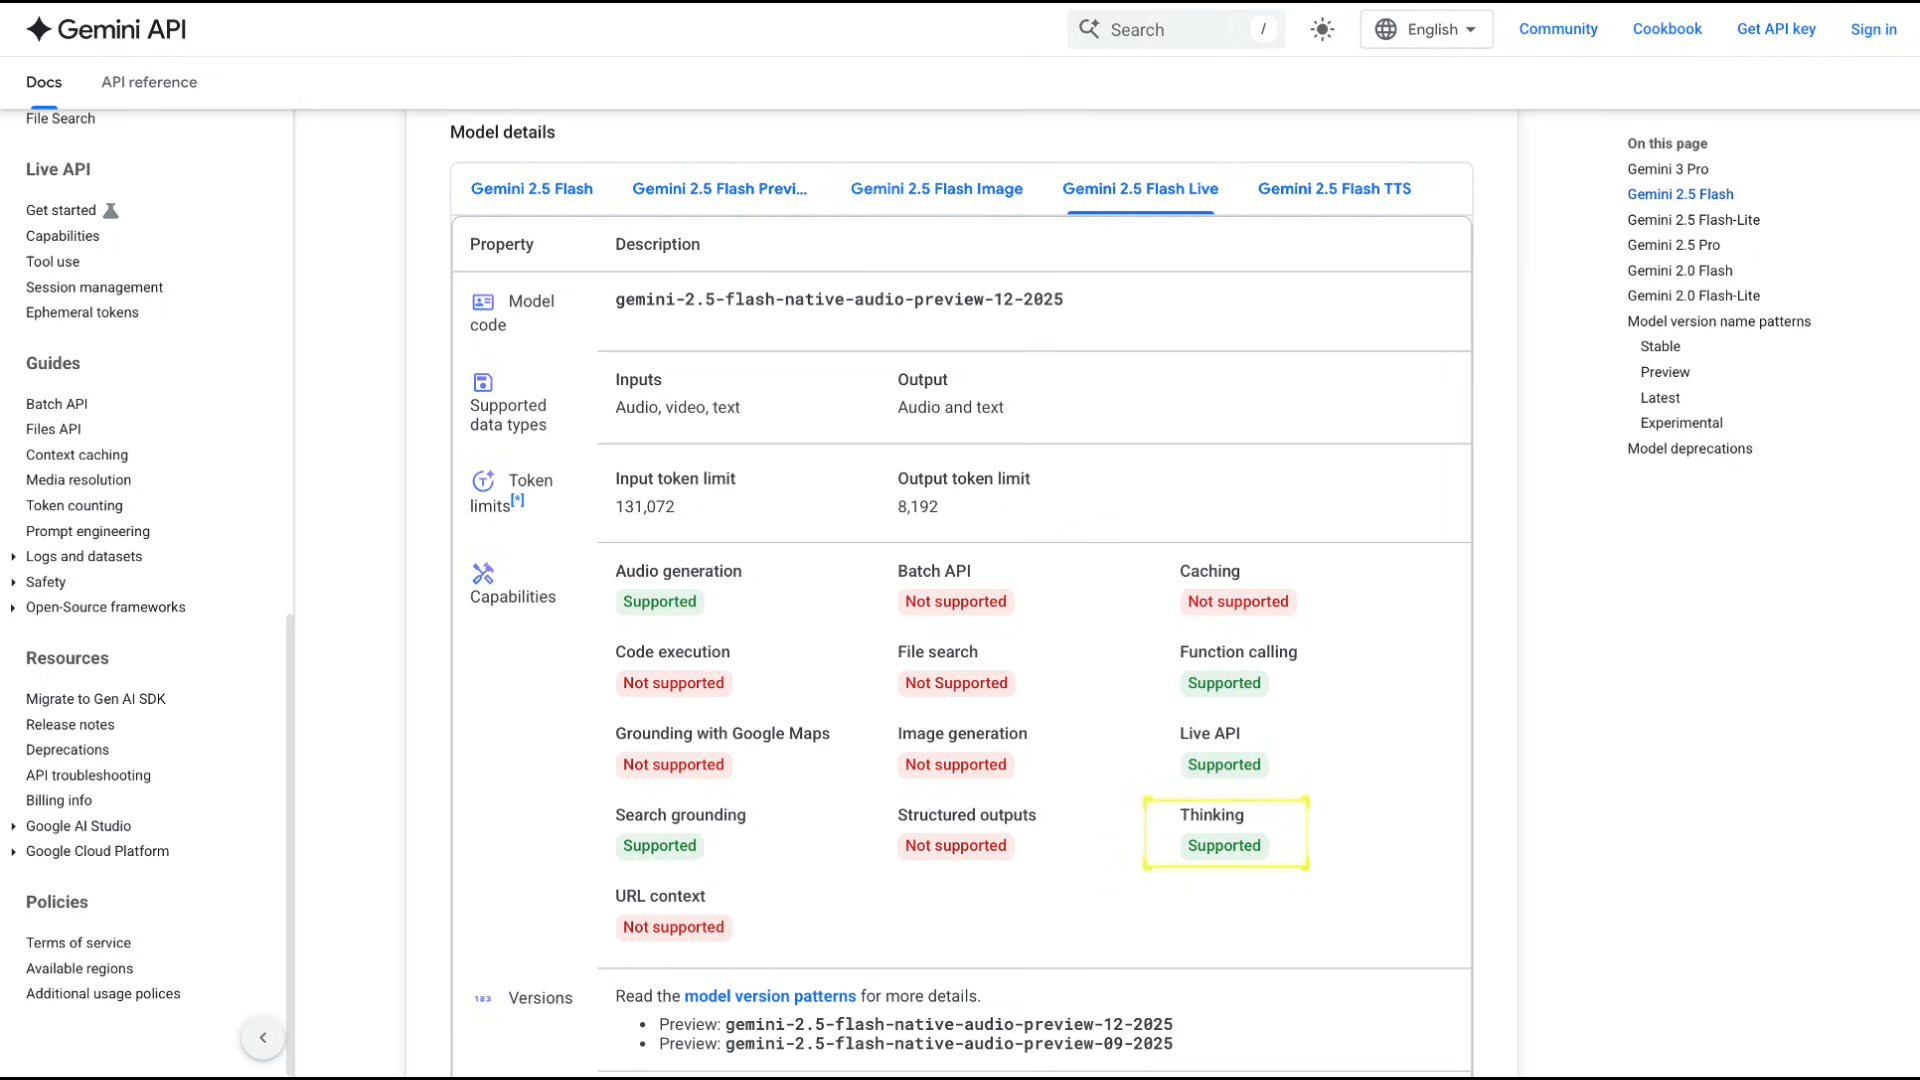 Gemini API
Search
/
English
Community
Cookbook
Get API key
Sign in
Docs
API reference
File Search
Live API
Get started
Capabilities
Tool use
Session management
Ephemeral tokens
Guides
Batch API
Files API
Context caching
Media resolution
Token counting
Prompt engineering
Logs and datasets
Safety
Open-Source frameworks
Resources
Migrate to Gen AI SDK
Release notes
Deprecations
API troubleshooting
Billing info
Google AI Studio
Google Cloud Platform
Policies
Terms of service
Available regions
Additional usage polices
Model details
Gemini 2.5 Flash
Gemini 2.5 Flash Previ...
Gemini 2.5 Flash Image
Gemini 2.5 Flash Live
Gemini 2.5 Flash TTS
Property
Description
Model
code
gemini-2.5-flash-native-audio-preview-12-2025
Supported
data types
Inputs
Audio, video, text
Output
Audio and text
Token
limits[*]
Input token limit
131,072
Output token limit
8,192
Capabilities
Audio generation
Supported
Batch API
Not supported
Caching
Not supported
Code execution
Not supported
File search
Not Supported
Function calling
Supported
Grounding with Google Maps
Not supported
Image generation
Not supported
Live API
Supported
Search grounding
Supported
Structured outputs
Not supported
Thinking
Supported
URL context
Not supported
123 Versions
Read the model version patterns for more details.
• Preview: gemini-2.5-flash-native-audio-preview-12-2025
• Preview: gemini-2.5-flash-native-audio-preview-09-2025
On this page
Gemini 3 Pro
Gemini 2.5 Flash
Gemini 2.5 Flash-Lite
Gemini 2.5 Pro
Gemini 2.0 Flash
Gemini 2.0 Flash-Lite
Model version name patterns
Stable
Preview
Latest
Experimental
Model deprecations